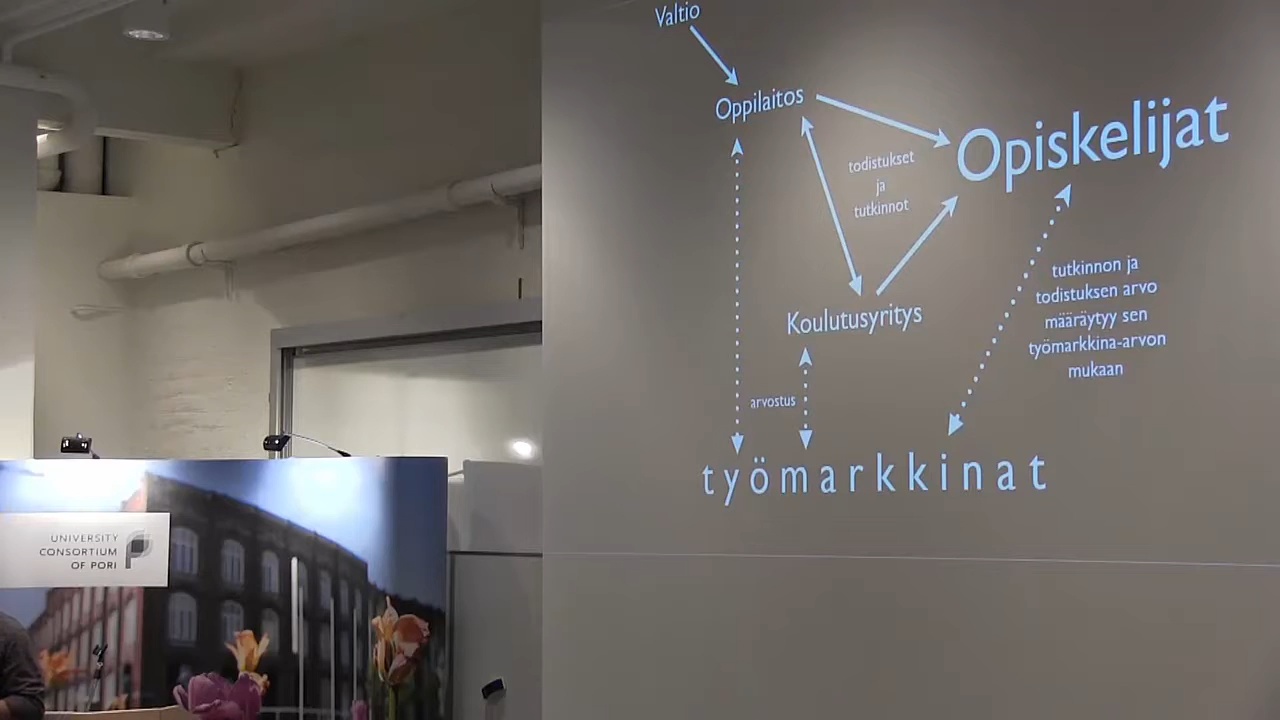 Valtio
Oppilaitos
Opiskelijat
todistukset
ja
tutkinnot
tutkinnon ja
todistuksen arvo
määräytyy sen
työmarkkina-arvon
mukaan
Koulutusyritys
arvostus
työmarkkinat
UNIVERSITY
CONSORTIUM
OF PORI